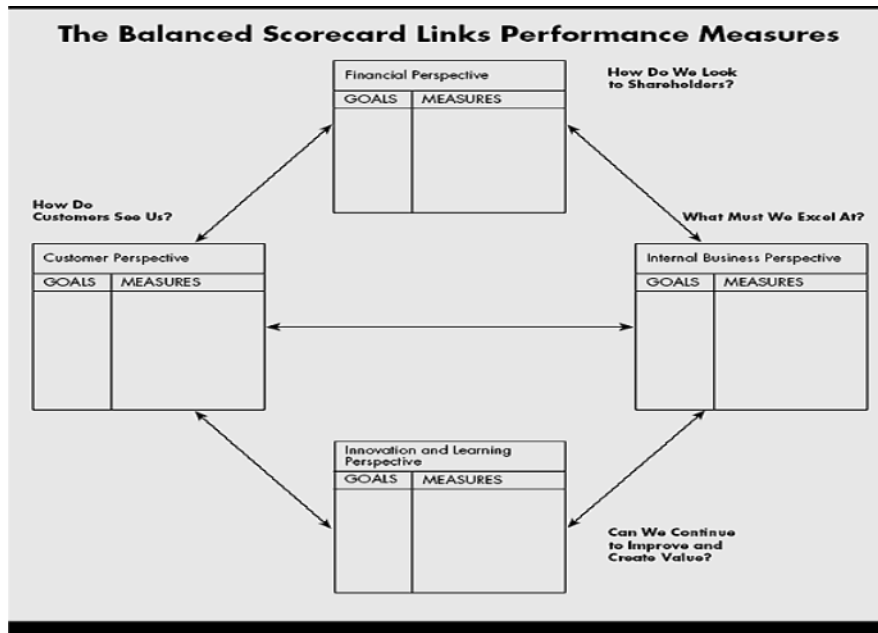 The Balanced Scorecard Links Performance Measures
Financial Perspective
GOALS MEASURES
How Do We Look
to Shareholders?
How Do
Customers See Us?
Customer Perspective
GOALS MEASURES
What Must We Excel At?
Internal Business Perspective
GOALS MEASURES
Innovation and Learning
Perspective
GOALS MEASURES
Can We Continue
to Improve and
Create Value?